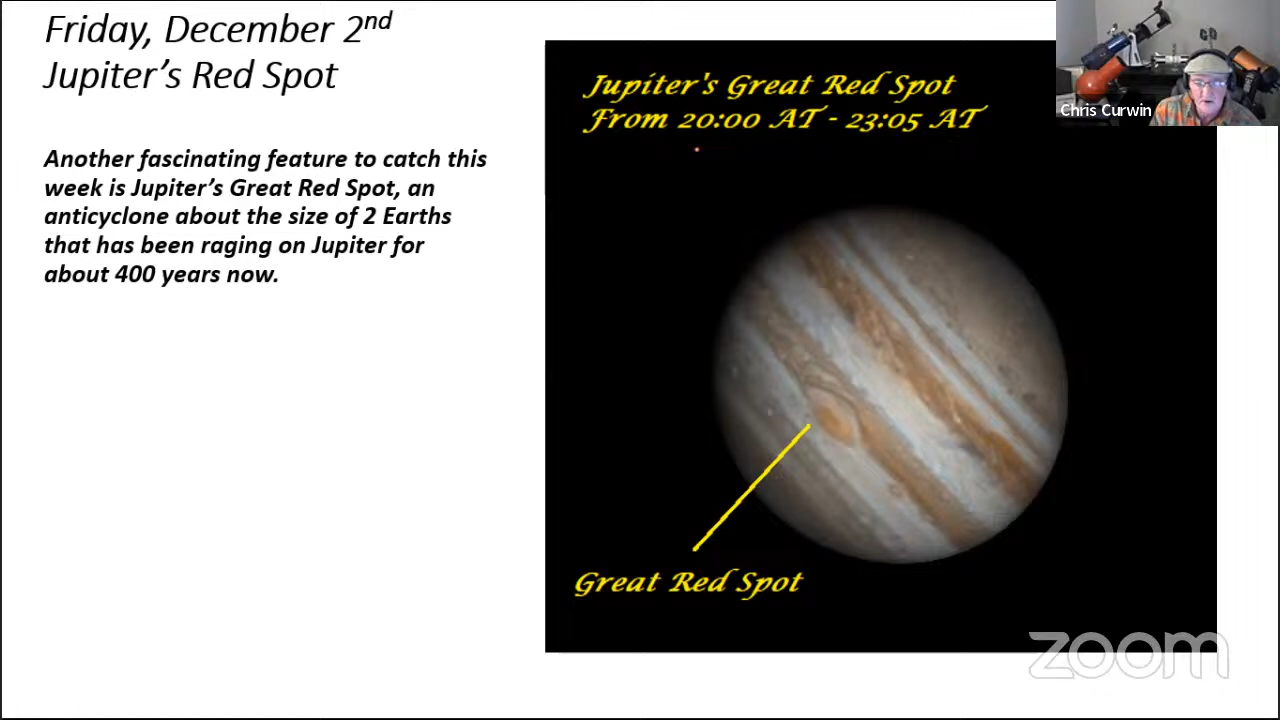 Friday, December 2nd
Jupiter's Red Spot
Another fascinating feature to catch this
week is Jupiter's Great Red Spot, an
anticyclone about the size of 2 Earths
that has been raging on Jupiter for
about 400 years now.
Jupiter's Great Red Spot
From 20:00 AT - 23:05 AT
Great Red Spot
Chris Curwin
zoom